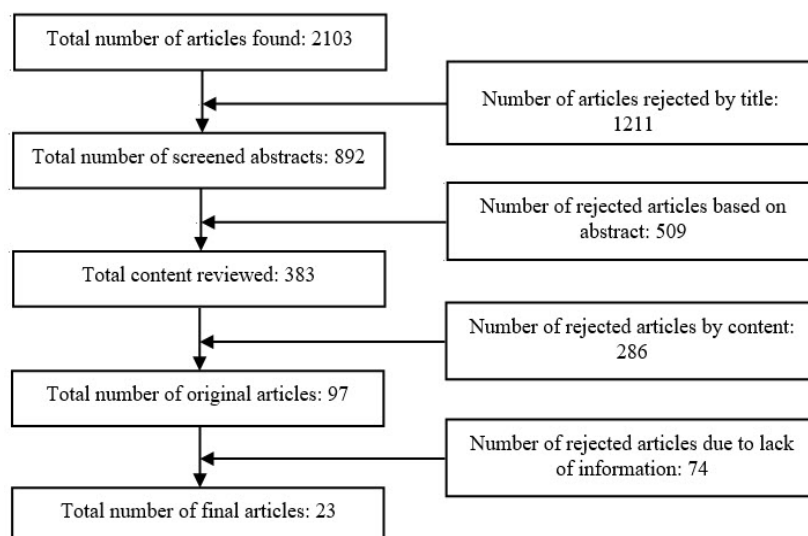 Total number of articles found: 2103
Number of articles rejected by title:
1211
Total number of screened abstracts: 892
Number of rejected articles based on
abstract: 509
Total content reviewed: 383
Number of rejected articles by content:
286
Total number of original articles: 97
Number of rejected articles due to lack
of information: 74
Total number of final articles: 23